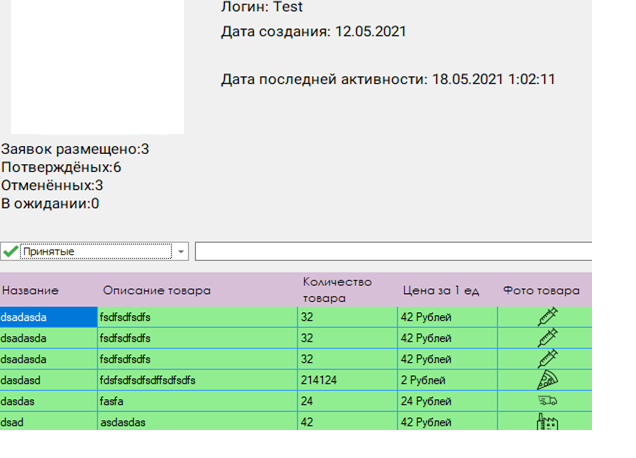 Логин: Test
Дата создания: 12.05.2021
Дата последней активности: 18.05.2021 1:02:11
Заявок размещено:3
Потверждёных:6
Отменённых:3
В ожидании:0
Принятые
Название Описание товара Количество товара Цена за 1 ед Фото товара
dsadasda fsdfsdfsdfs 32 42 Рублей
dsadasda fsdfsdfsdfs 32 42 Рублей
dsadasda fsdfsdfsdfs 32 42 Рублей
dasdasd fdsfsdfsdfsdffsdfsdfs 214124 2 Рублей
dasdas fasfa 24 24 Рублей
dsad asdasdas 42 42 Рублей